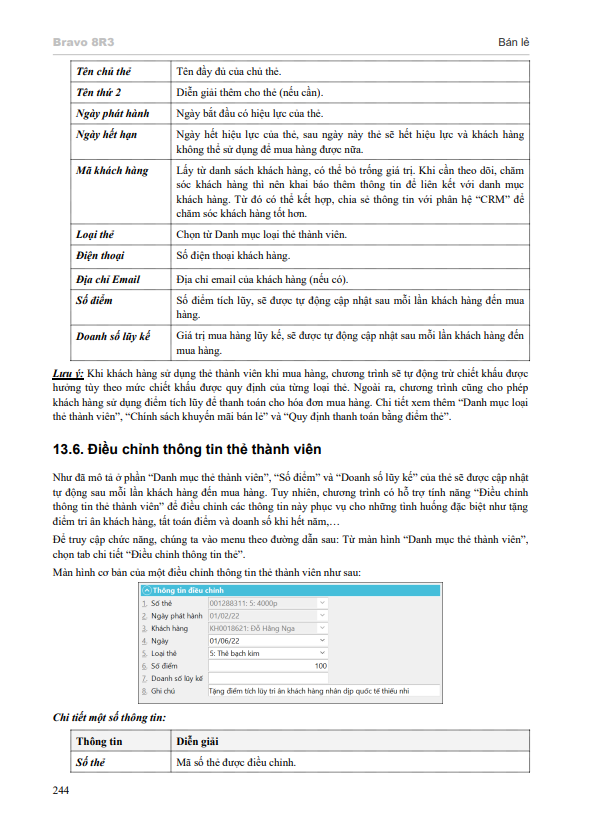 Bravo 8R3 Bán lẻ
Tên chủ thẻ Tên đầy đủ của chủ thẻ.
Tên thứ 2 Diễn giải thêm cho thẻ (nếu cần).
Ngày phát hành Ngày bắt đầu có hiệu lực của thẻ.
Ngày hết hạn Ngày hết hiệu lực của thẻ, sau ngày này thẻ sẽ hết hiệu lực và khách hàng
không thể sử dụng để mua hàng được nữa.
Mã khách hàng Lấy từ danh sách khách hàng, có thể bỏ trống giá trị. Khi cần theo dõi, chăm
sóc khách hàng thì nên khai báo thêm thông tin để liên kết với danh mục
khách hàng. Từ đó có thể kết hợp, chia sẻ thông tin với phân hệ “CRM” để
chăm sóc khách hàng tốt hơn.
Loại thẻ Chọn từ Danh mục loại thẻ thành viên.
Điện thoại Số điện thoại khách hàng.
Địa chỉ Email Địa chỉ email của khách hàng (nếu có).
Số điểm Số điểm tích lũy, sẽ được tự động cập nhật sau mỗi lần khách hàng đến mua
hàng.
Doanh số lũy kế Giá trị mua hàng lũy kế, sẽ được tự động cập nhật sau mỗi lần khách hàng đến
mua hàng.
Lưu ý: Khi khách hàng sử dụng thẻ thành viên khi mua hàng, chương trình sẽ tự động trừ chiết khấu được
hưởng tùy theo mức chiết khấu được quy định của từng loại thẻ. Ngoài ra, chương trình cũng cho phép
khách hàng sử dụng điểm tích lũy để thanh toán cho hóa đơn mua hàng. Chi tiết xem thêm “Danh mục loại
thẻ thành viên”, “Chính sách khuyến mãi bán lẻ” và “Quy định thanh toán bằng điểm thẻ”.
13.6. Điều chỉnh thông tin thẻ thành viên
Như đã mô tả ở phần “Danh mục thẻ thành viên”, “Số điểm” và “Doanh số lũy kế” của thẻ sẽ được cập nhật
tự động sau mỗi lần khách hàng đến mua hàng. Tuy nhiên, chương trình có hỗ trợ tính năng “Điều chỉnh
thông tin thẻ thành viên” để điều chỉnh các thông tin này phục vụ cho những tình huống đặc biệt như tặng
điểm tri ân khách hàng, tất toán điểm và doanh số khi hết năm,…
Để truy cập chức năng, chúng ta vào menu theo đường dẫn sau: Từ màn hình “Danh mục thẻ thành viên”,
chọn tab chi tiết “Điều chỉnh thông tin thẻ”.
Màn hình cơ bản của một điều chỉnh thông tin thẻ thành viên như sau:
Thông tin điều chỉnh
1. Số thẻ 001288311: 5: 4000p
2. Ngày phát hành 01/02/22
3. Khách hàng KH0018621: Đỗ Hằng Nga
4. Ngày 01/06/22
5. Loại thẻ 5: Thẻ bạch kim
6. Số điểm 100
7. Doanh số lũy kế
8. Ghi chú Tặng điểm tích lũy tri ân khách hàng nhân dịp quốc tế thiếu nhi
Chi tiết một số thông tin:
Thông tin Diễn giải
Số thẻ Mã số thẻ được điều chỉnh.
244